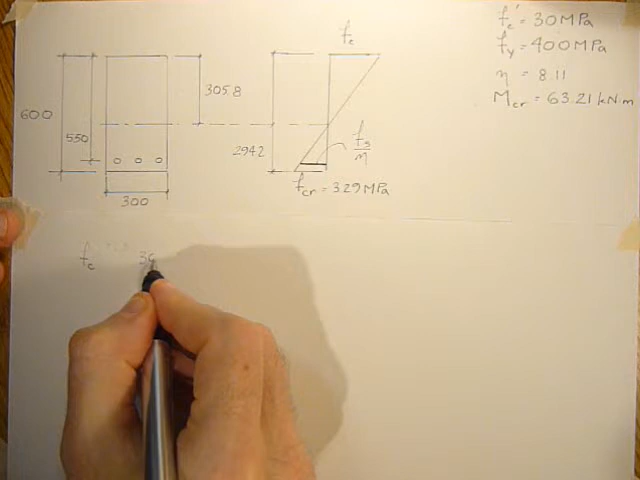 f'c = 30 MPa
fy = 400 MPa
η = 8.11
Mcr = 63.21 kN·m
fc
305.8
600
550
294.2
fs/η
fcr = 3.29 MPa
300
fc